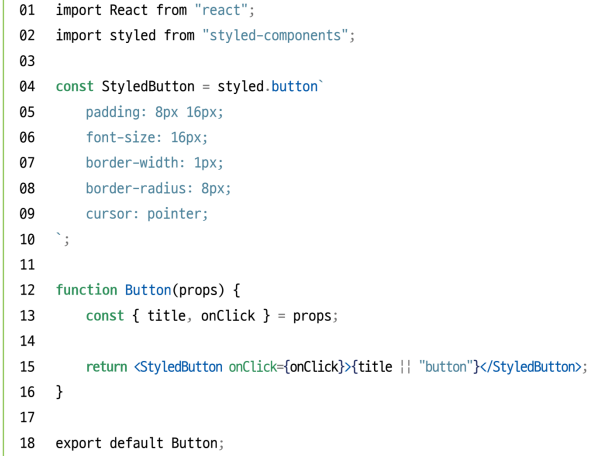 01 import React from "react";
02 import styled from "styled-components";
03
04 const StyledButton = styled.button`
05     padding: 8px 16px;
06     font-size: 16px;
07     border-width: 1px;
08     border-radius: 8px;
09     cursor: pointer;
10 `;
11
12 function Button(props) {
13     const { title, onClick } = props;
14
15     return <StyledButton onClick={onClick}>{title || "button"}</StyledButton>;
16 }
17
18 export default Button;